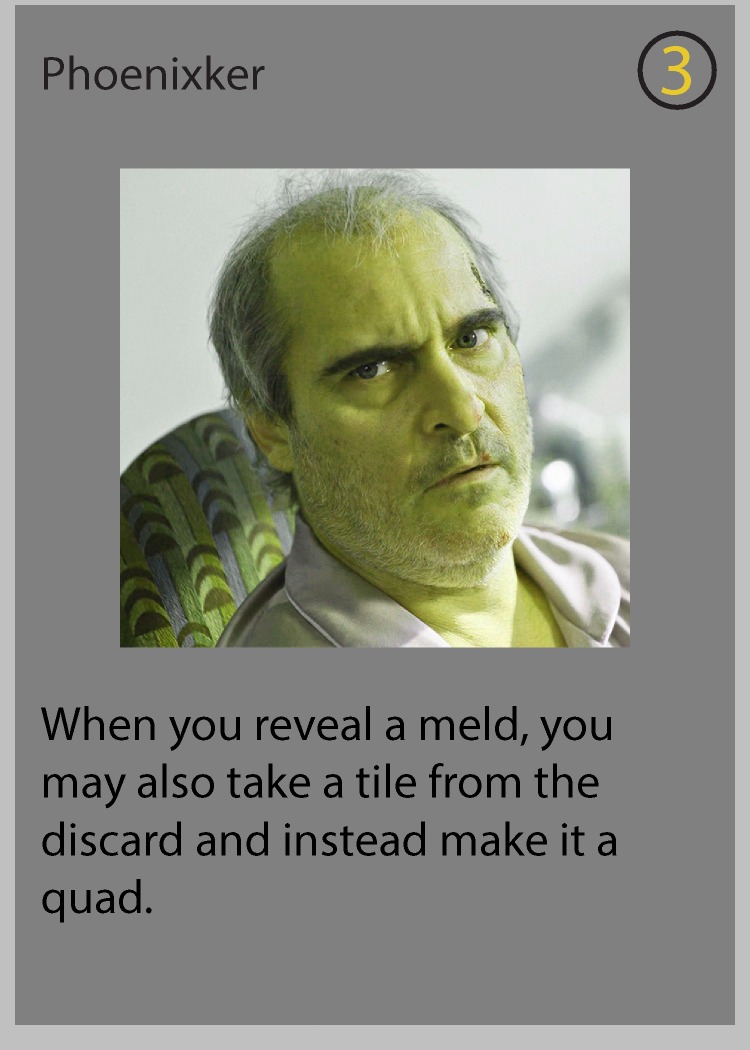 Phoenixker
3
When you reveal a meld, you
may also take a tile from the
discard and instead make it a
quad.